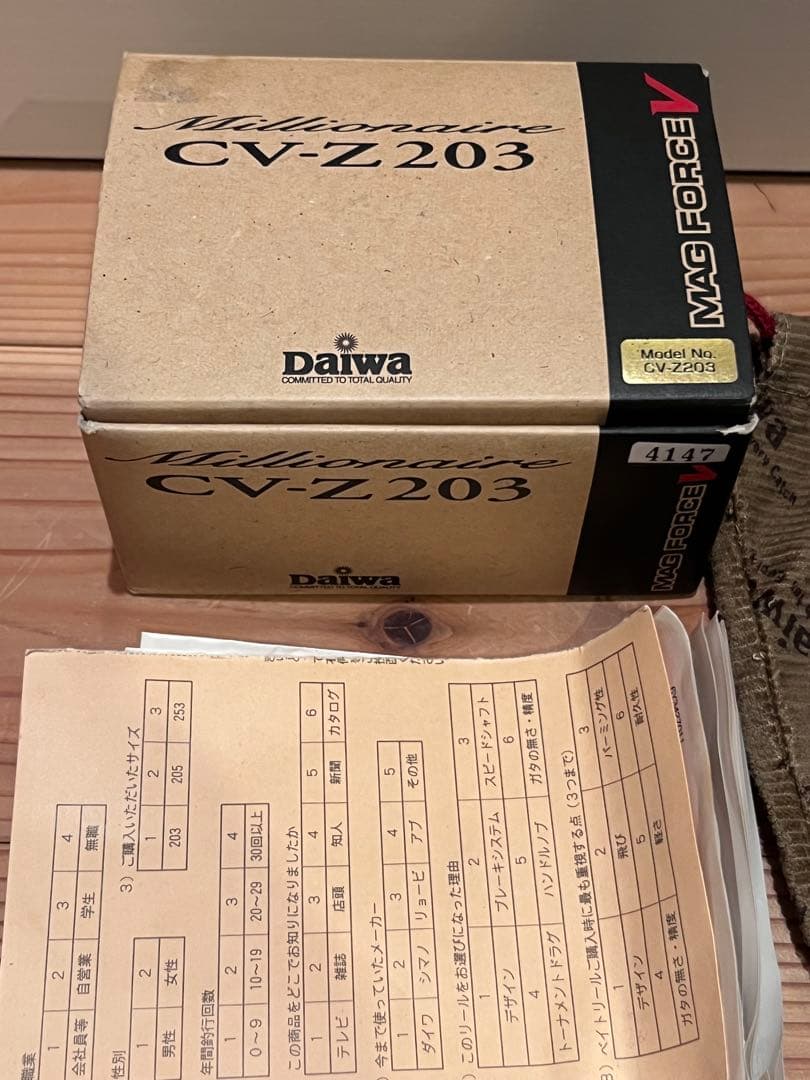 Millionaire
CV-Z203
MAG FORCE V
Daiwa
COMMITTED TO TOTAL QUALITY
Model No.
CV-Z203
Millionaire
CV-Z203
4147
MAG FORCE V
Daiwa
COMMITTED TO TOTAL QUALITY
職業
1 2 3 4
会社員等 自営業 学生 無職
性別
1 2
男性 女性
3) ご購入いただいたサイズ
1 2 3
203 205 253
年間釣行回数
1 2 3 4
0~9 10~19 20~29 30回以上
この商品をどこでお知りになりましたか
1 2 3 4 5 6
テレビ 雑誌 店頭 知人 新聞 カタログ
) 今まで使っていたメーカー
1 2 3 4 5
ダイワ シマノ リョービ アブ その他
) このリールをお選びになった理由
1 2 3
デザイン ブレーキシステム スピードシャフト
4 5 6
トーナメントドラグ ハンドルノブ ガタの無さ・精度
) ベイトリールご購入時に最も重視する点(3つまで)
1 2 3
デザイン 飛び パーミング性
4 5 6
ガタの無さ・精度 軽さ 耐久性